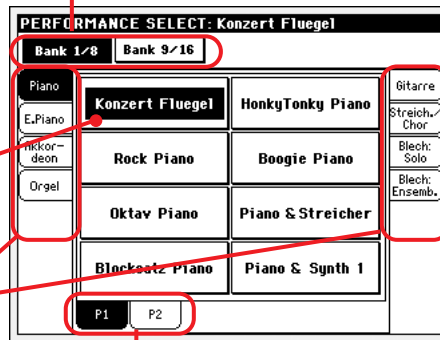 PERFORMANCE SELECT: Konzert Fluegel
Bank 1/8 Bank 9/16
Piano
E.Piano
Akkor-
deon
Orgel
Konzert Fluegel HonkyTonky Piano
Rock Piano Boogie Piano
Oktav Piano Piano & Streicher
Blocksatz Piano Piano & Synth 1
Gitarre
Streich./
Chor
Blech:
Solo
Blech:
Ensemb.
P1 P2